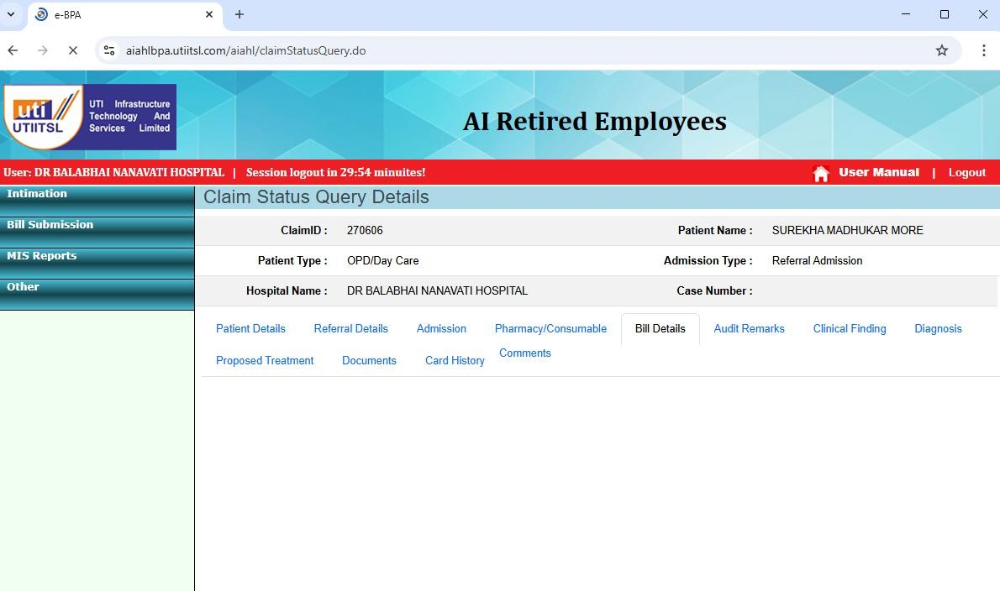 e-BPA
aiahlbpa.utiitsl.com/aiahl/claimStatusQuery.do
uti
UTIITSL
UTI Infrastructure
Technology And
Services Limited
AI Retired Employees
User: DR BALABHAI NANAVATI HOSPITAL | Session logout in 29:54 minuites!
User Manual | Logout
Intimation
Bill Submission
MIS Reports
Other
Claim Status Query Details
ClaimID : 270606 Patient Name : SUREKHA MADHUKAR MORE
Patient Type : OPD/Day Care Admission Type : Referral Admission
Hospital Name : DR BALABHAI NANAVATI HOSPITAL Case Number :
Patient Details Referral Details Admission Pharmacy/Consumable Bill Details Audit Remarks Clinical Finding Diagnosis
Proposed Treatment Documents Card History Comments